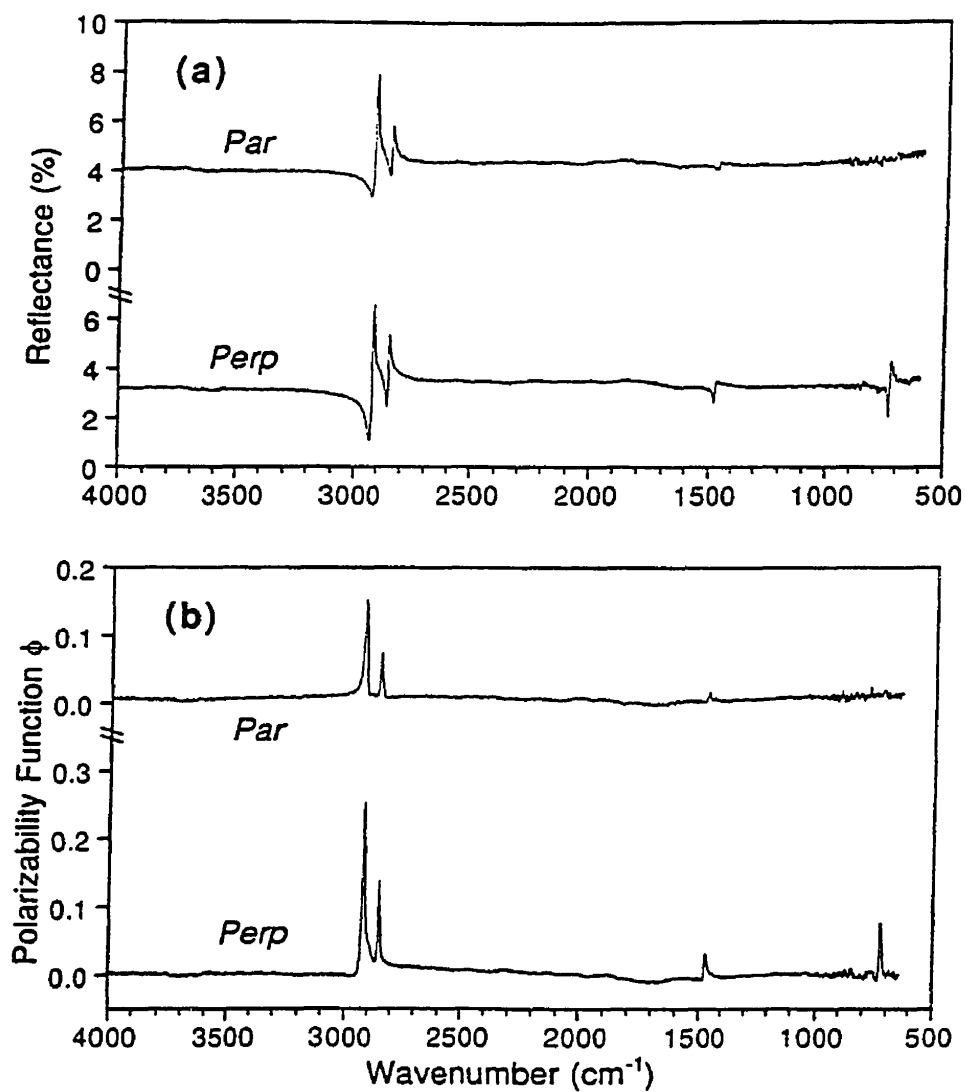 10
(a)
8
6
Par
4
2
0
Reflectance (%)
6
Perp
4
2
0
4000 3500 3000 2500 2000 1500 1000 500
0.2
(b)
0.1
0.0
Par
Polarizability Function ϕ
0.3
0.2
0.1
Perp
0.0
4000 3500 3000 2500 2000 1500 1000 500
Wavenumber (cm⁻¹)